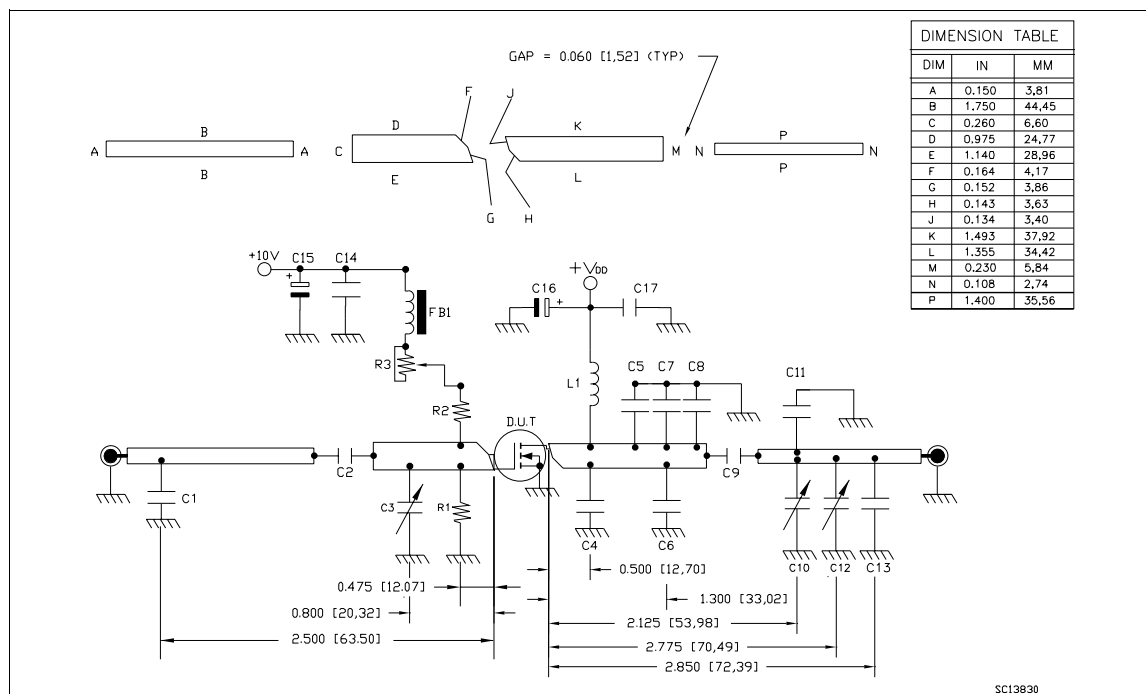 DIMENSION TABLE
DIM IN MM
A 0.150 3,81
B 1.750 44,45
C 0.260 6,60
D 0.975 24,77
E 1.140 28,96
F 0.164 4,17
G 0.152 3,86
H 0.143 3,63
J 0.134 3,40
K 1.493 37,92
L 1.355 34,42
M 0.230 5,84
N 0.108 2,74
P 1.400 35,56
GAP = 0.060 [1,52] (TYP)
F J
B D K P
A A C M N N
B E L P
G H
+10V C15 C14
+
FB1
R3
R2
+VDD
C16 + C17
L1
C5 C7 C8
C11
D.U.T
C2
C9
C1
C3
R1
C4 C6
C10 C12 C13
0.475 [12.07]
0.500 [12,70]
0.800 [20,32]
1.300 [33,02]
2.125 [53,98]
2.500 [63.50]
2.775 [70,49]
2.850 [72,39]
SC13830